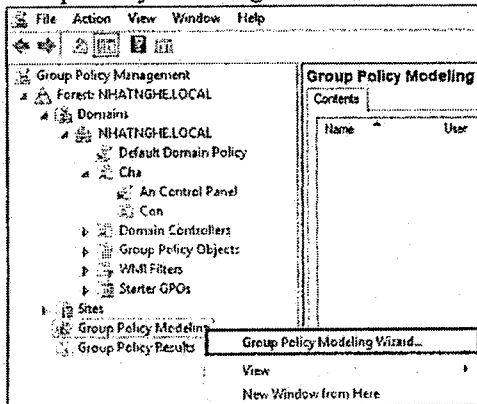 File Action View Window Help
Group Policy Management
Forest: NHATNGHE.LOCAL
Domains
NHATNGHE.LOCAL
Default Domain Policy
Cha
An Control Panel
Con
Domain Controllers
Group Policy Objects
WMI Filters
Starter GPOs
Sites
Group Policy Modeling
Group Policy Results
Group Policy Modeling
Contents
Name User
Group Policy Modeling Wizard...
View
New Window from Here